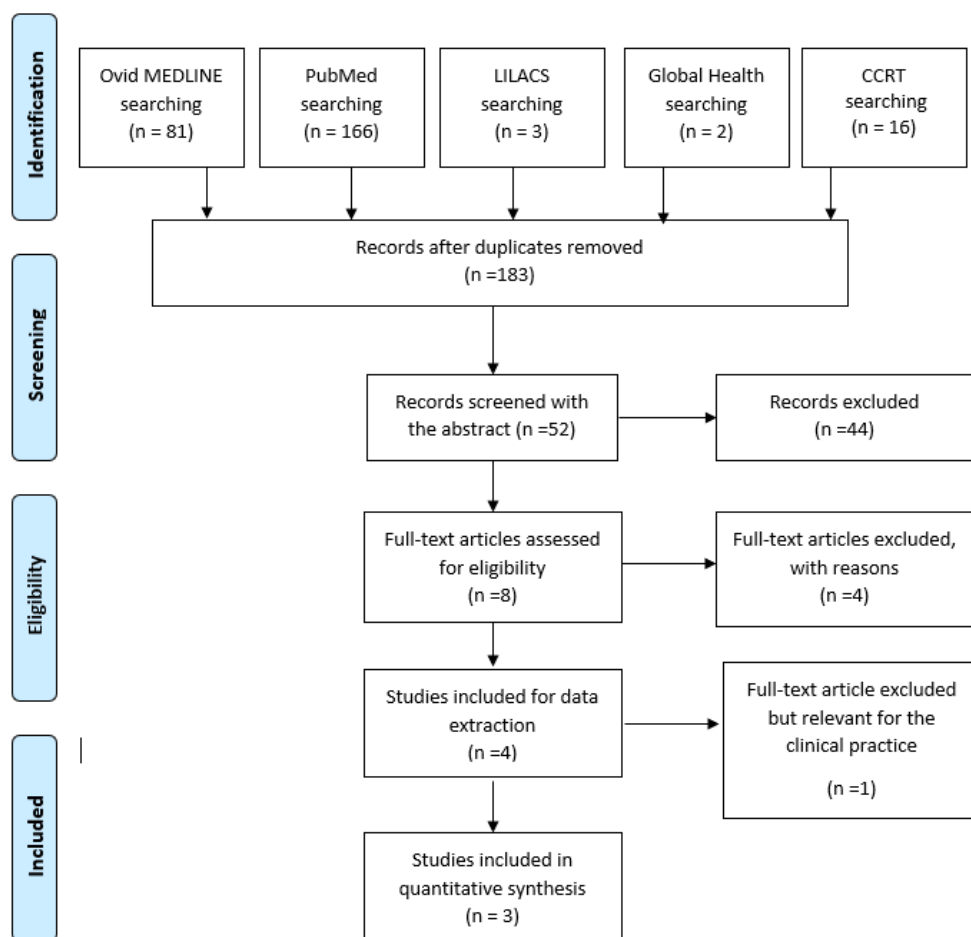 Identification
Ovid MEDLINE
searching
(n = 81)
PubMed
searching
(n = 166)
LILACS
searching
(n = 3)
Global Health
searching
(n = 2)
CCRT
searching
(n = 16)
Records after duplicates removed
(n =183)
Screening
Records screened with
the abstract (n =52)
Records excluded
(n =44)
Eligibility
Full-text articles assessed
for eligibility
(n =8)
Full-text articles excluded,
with reasons
(n =4)
Studies included for data
extraction
(n =4)
Full-text article excluded
but relevant for the
clinical practice
(n =1)
Included
Studies included in
quantitative synthesis
(n = 3)